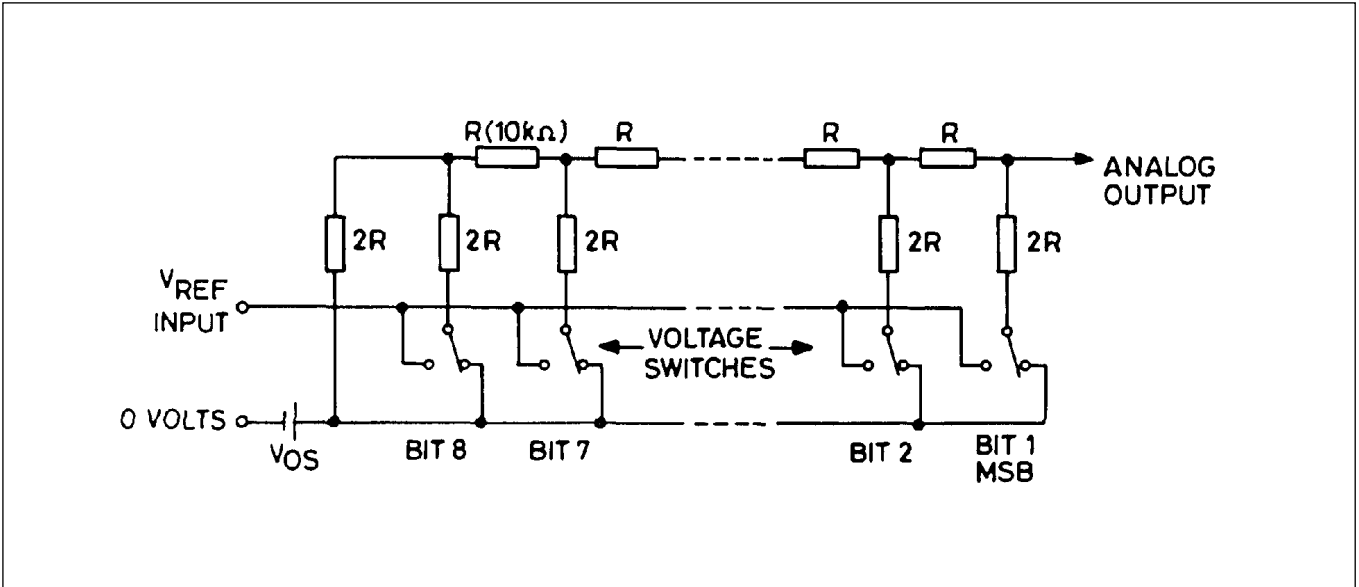 R(10kΩ)
R
R
R
ANALOG
OUTPUT
2R
2R
2R
2R
2R
VREF
INPUT
VOLTAGE
SWITCHES
0 VOLTS
VOS
BIT 8
BIT 7
BIT 2
BIT 1
MSB